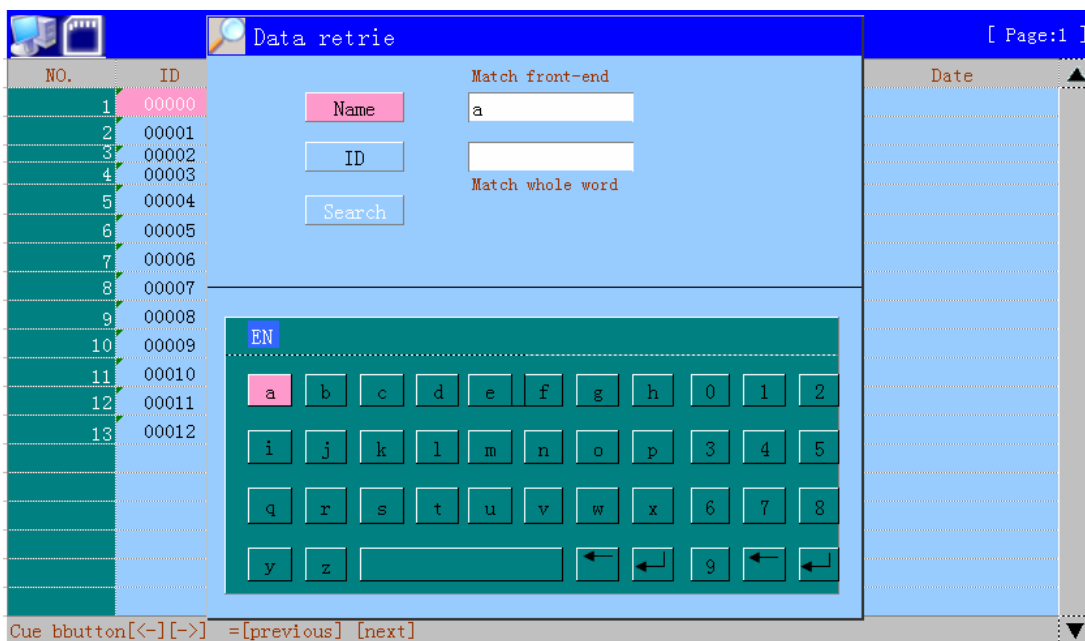 Data retrie [ Page:1 ]
NO. ID Date
Match front-end
Name a
ID
Match whole word
Search
1 00000
2 00001
3 00002
4 00003
5 00004
6 00005
7 00006
8 00007
9 00008
10 00009
11 00010
12 00011
13 00012
EN
a b c d e f g h 0 1 2
i j k l m n o p 3 4 5
q r s t u v w x 6 7 8
y z 9
Cue bbutton[<-][->] =[previous] [next]